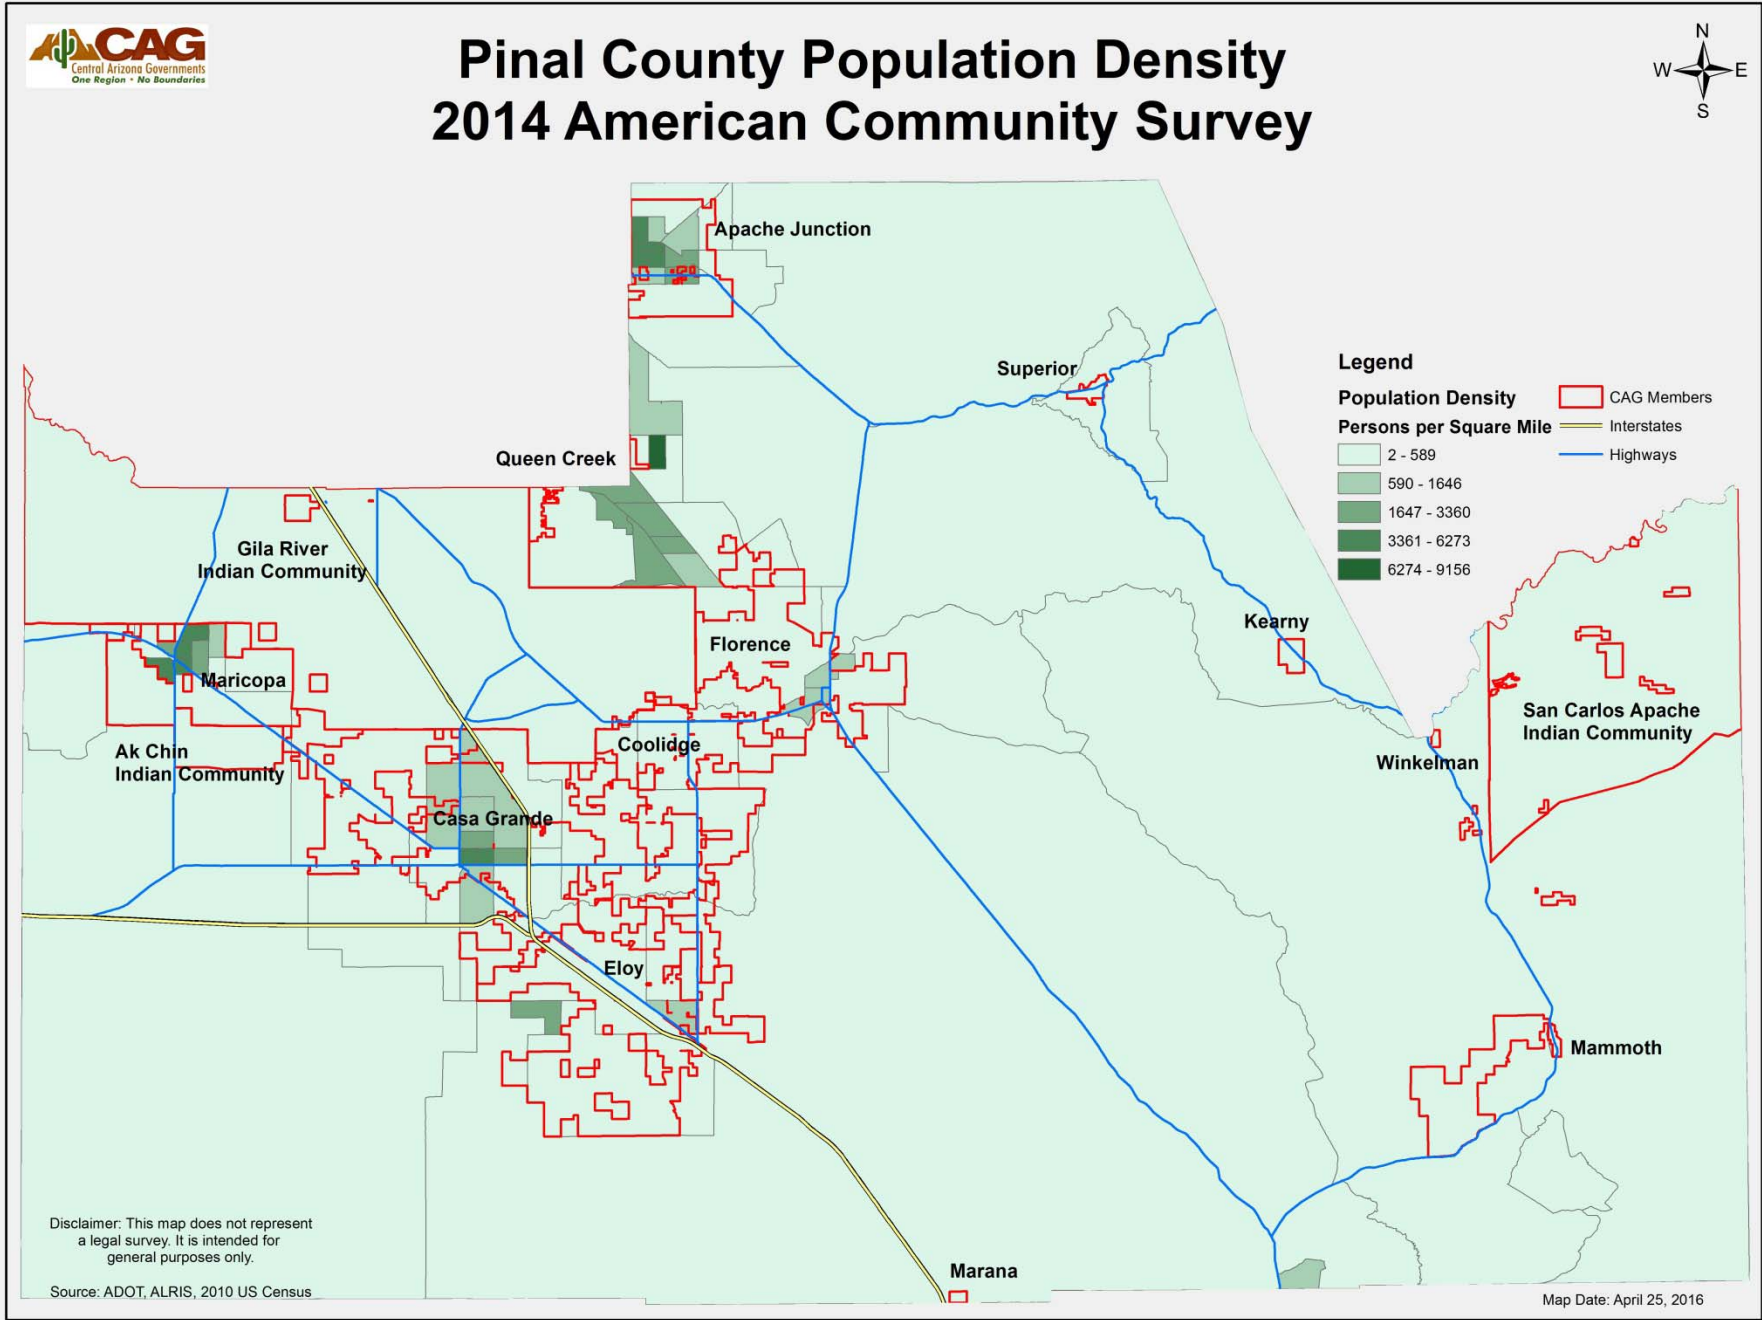 CAG
Central Arizona Governments
One Region • No Boundaries
Pinal County Population Density
2014 American Community Survey
N
W
E
S
Apache Junction
Superior
Queen Creek
Gila River
Indian Community
Kearny
Florence
Maricopa
San Carlos Apache
Indian Community
Coolidge
Ak Chin
Indian Community
Winkelman
Casa Grande
Eloy
Mammoth
Marana
Legend
Population Density
Persons per Square Mile
2 - 589
590 - 1646
1647 - 3360
3361 - 6273
6274 - 9156
CAG Members
Interstates
Highways
Disclaimer: This map does not represent
a legal survey. It is intended for
general purposes only.
Source: ADOT, ALRIS, 2010 US Census
Map Date: April 25, 2016